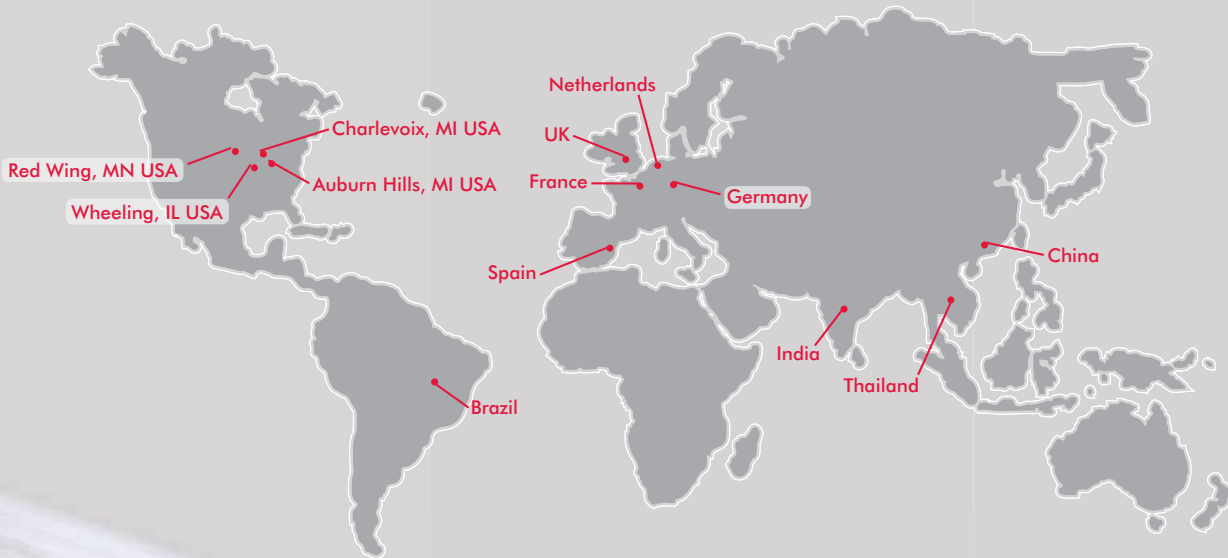 Netherlands
Charlevoix, MI USA
UK
Red Wing, MN USA
France
Auburn Hills, MI USA
Germany
Wheeling, IL USA
China
Spain
India
Thailand
Brazil